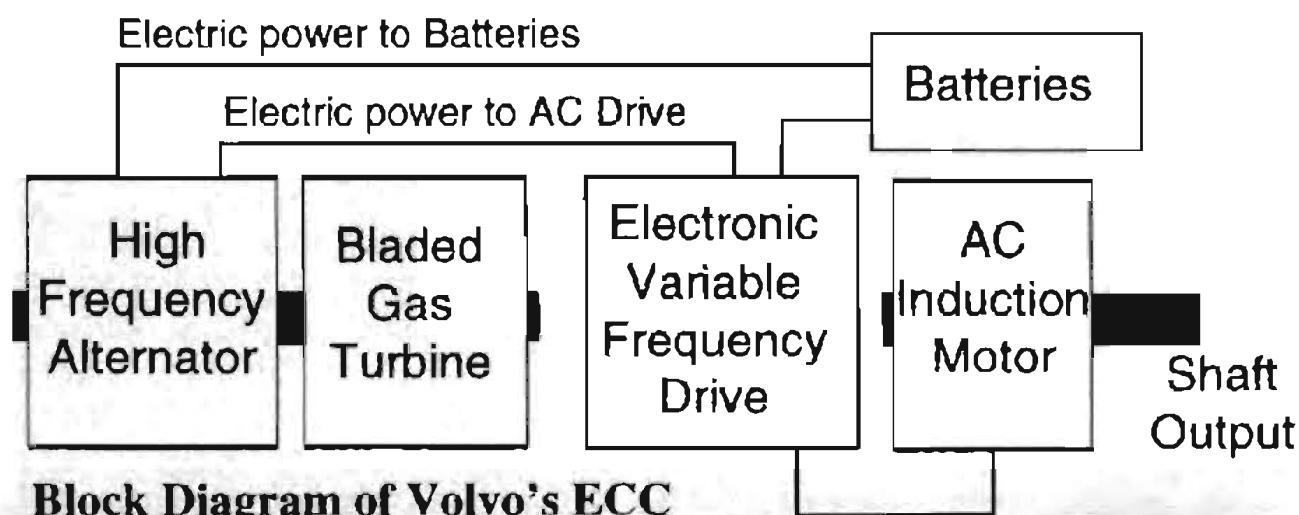 Electric power to Batteries
Batteries
Electric power to AC Drive
High
Frequency
Alternator
Bladed
Gas
Turbine
Electronic
Variable
Frequency
Drive
AC
Induction
Motor
Shaft
Output
Block Diagram of Volvo's ECC